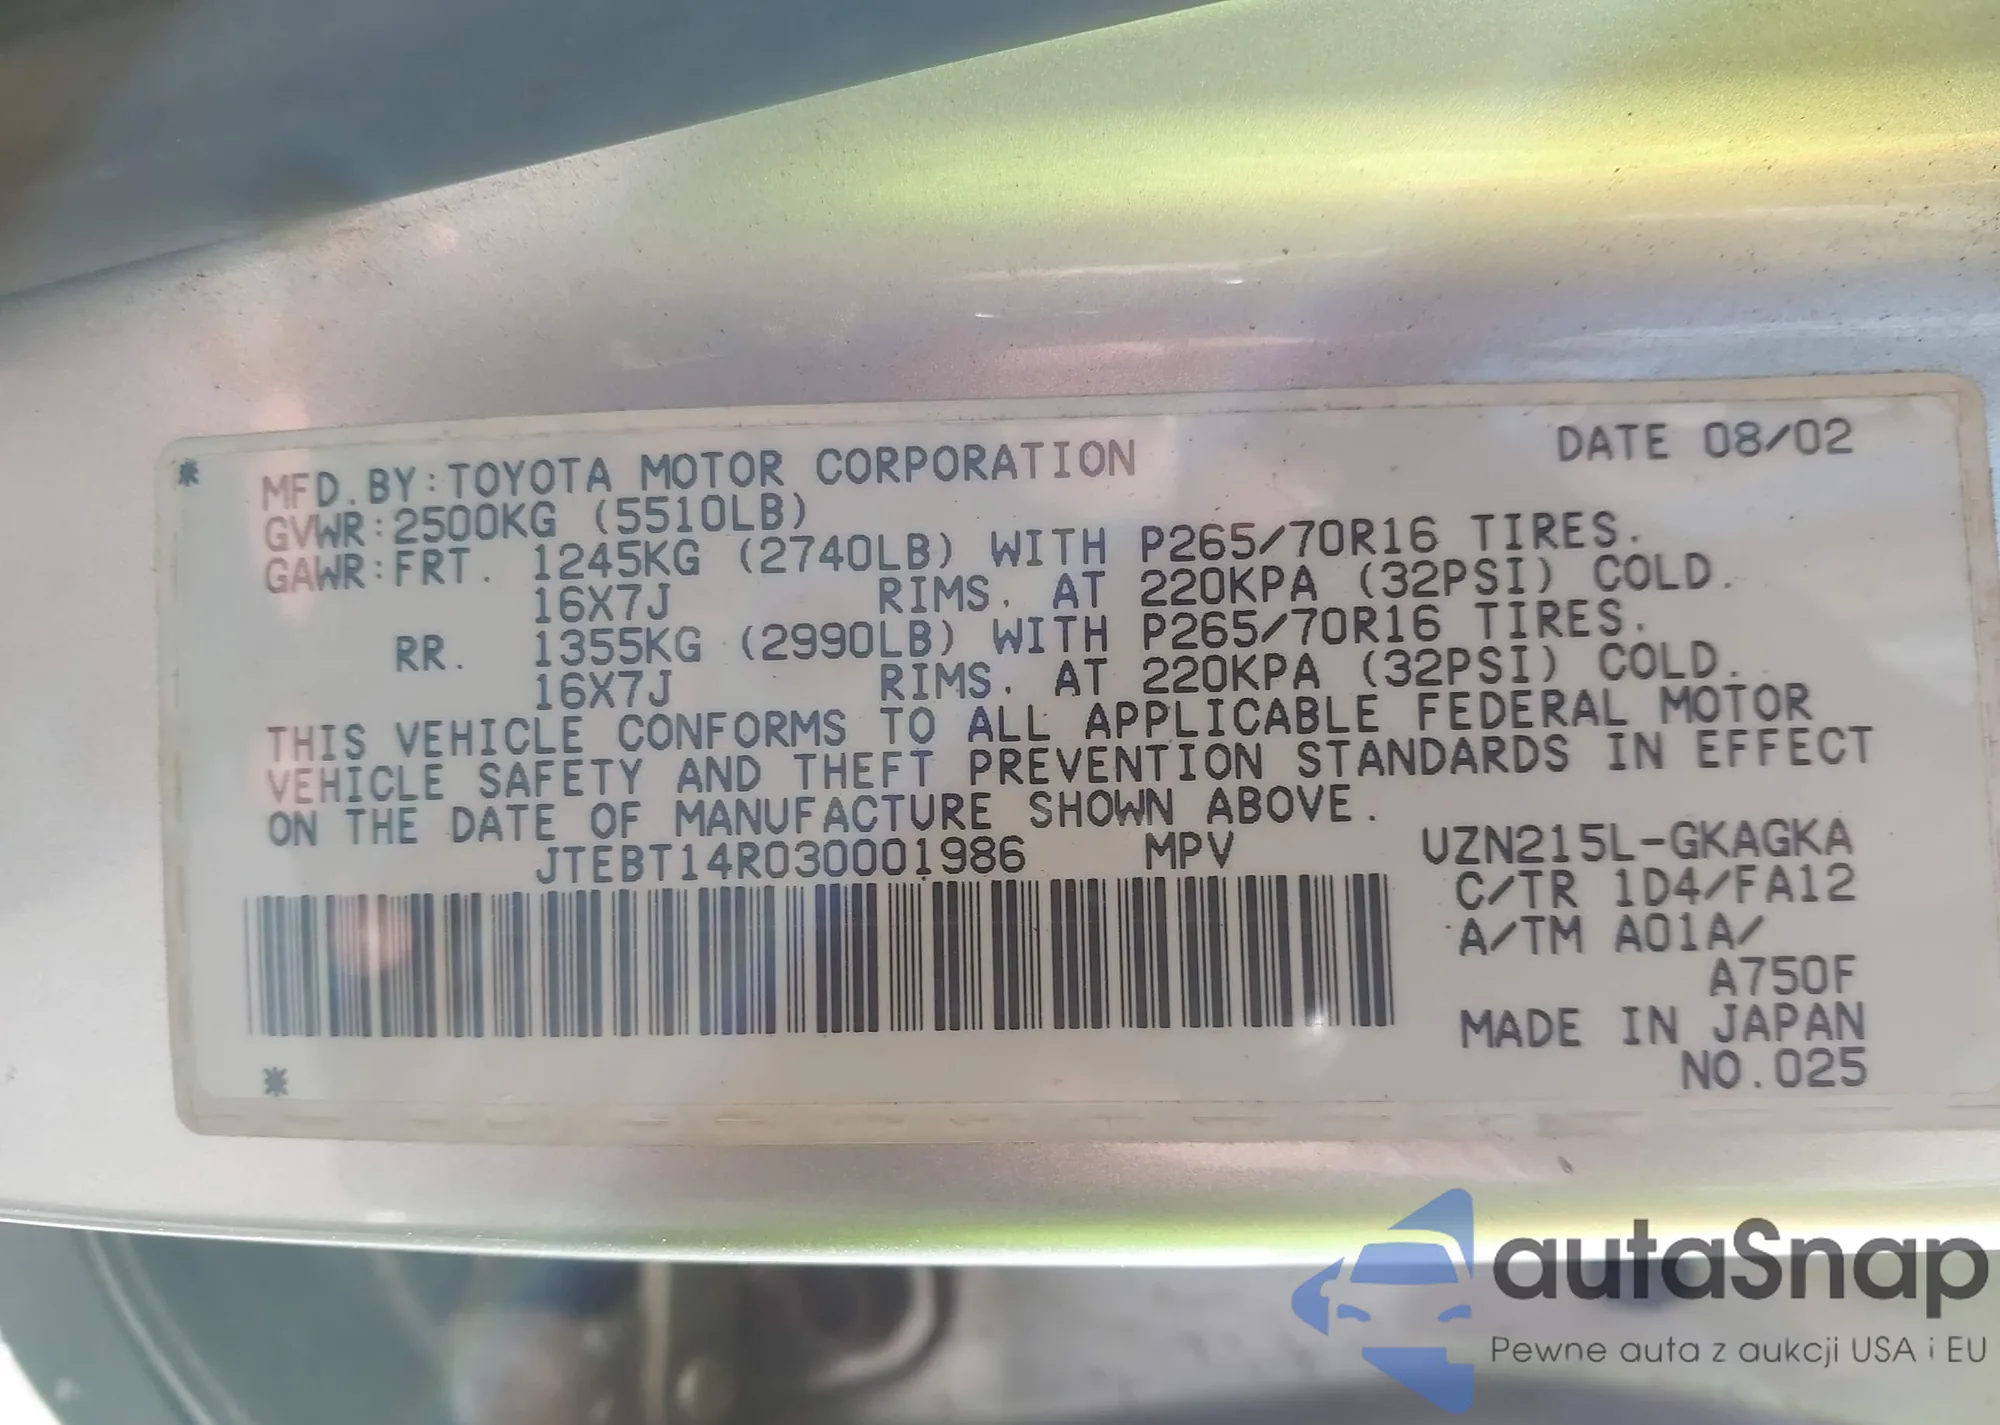 * MFD.BY:TOYOTA MOTOR CORPORATION DATE 08/02
GVWR:2500KG (5510LB)
GAWR:FRT. 1245KG (2740LB) WITH P265/70R16 TIRES.
16X7J RIMS. AT 220KPA (32PSI) COLD.
RR. 1355KG (2990LB) WITH P265/70R16 TIRES.
16X7J RIMS. AT 220KPA (32PSI) COLD.
THIS VEHICLE CONFORMS TO ALL APPLICABLE FEDERAL MOTOR
VEHICLE SAFETY AND THEFT PREVENTION STANDARDS IN EFFECT
ON THE DATE OF MANUFACTURE SHOWN ABOVE.
JTEBT14R030001986 MPV UZN215L-GKAGKA
C/TR 1D4/FA12
A/TM A01A/
A750F
MADE IN JAPAN
* NO.025
autaSnap
Pewne auta z aukcji USA i EU